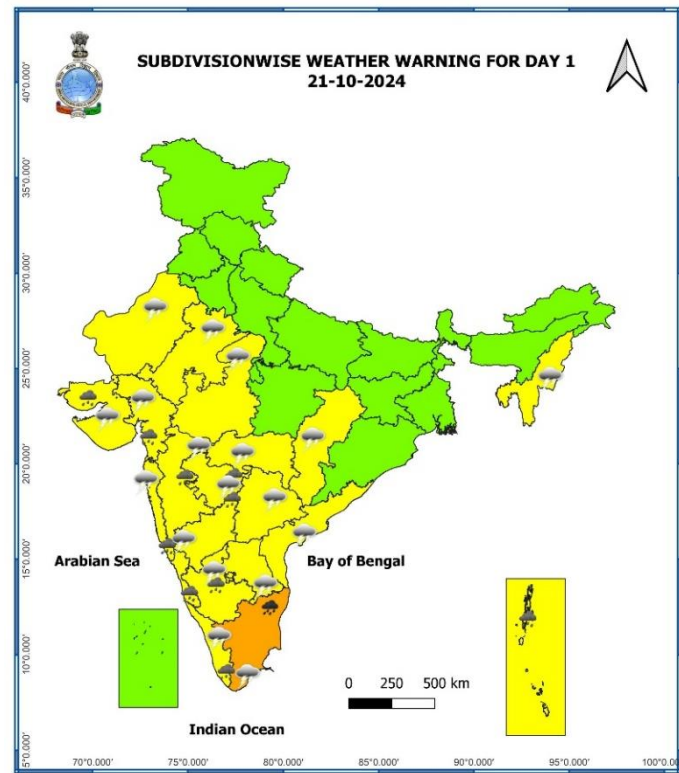 SUBDIVISIONWISE WEATHER WARNING FOR DAY 1
21-10-2024
40°0.000'
35°0.000'
30°0.000'
25°0.000'
20°0.000'
15°0.000'
10°0.000'
5°0.000'
Arabian Sea
Bay of Bengal
0 250 500 km
Indian Ocean
70°0.000' 75°0.000' 80°0.000' 85°0.000' 90°0.000' 95°0.000' 100°0.0